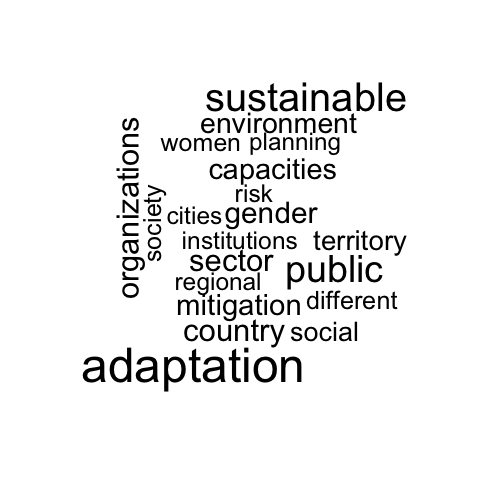 sustainable
environment
women planning
capacities
risk
cities gender
institutions territory
sector public
regional
mitigation different
country social
adaptation
organizations
society